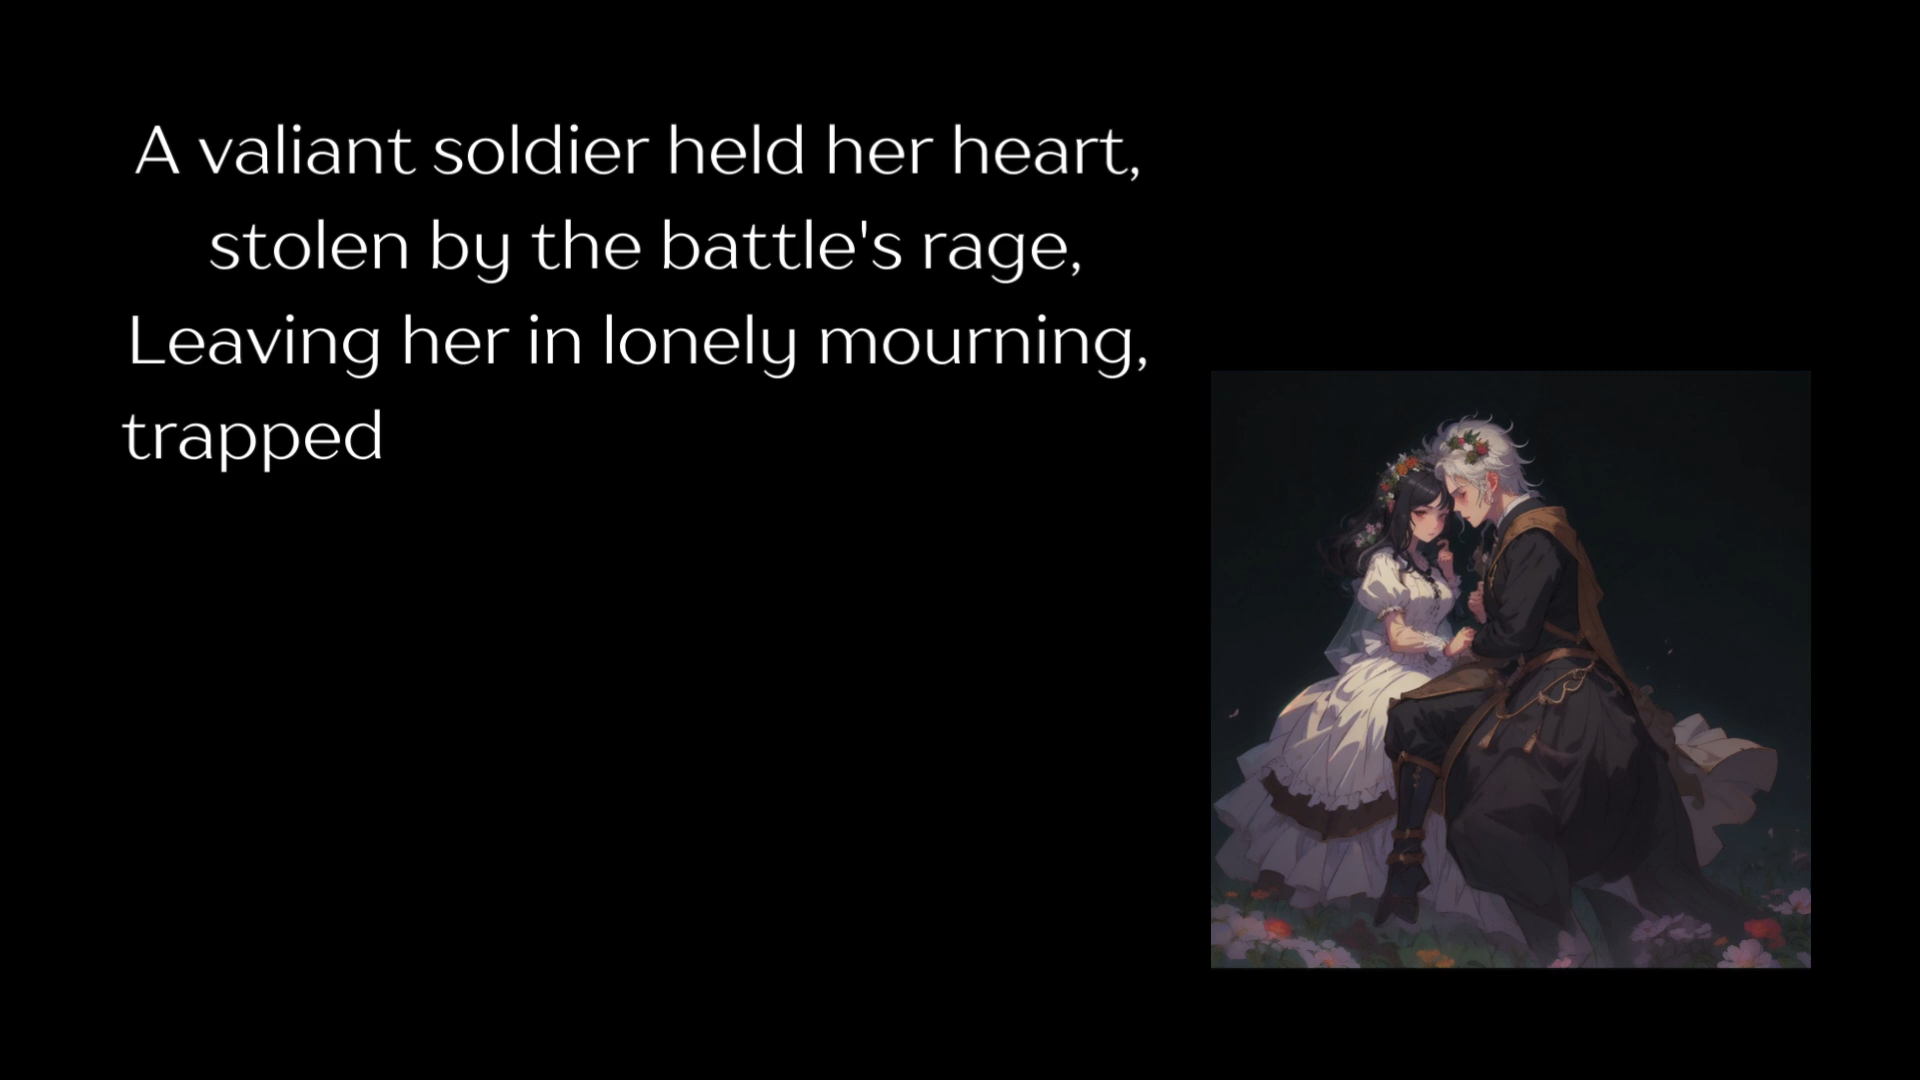 A valiant soldier held her heart,
stolen by the battle's rage,
Leaving her in lonely mourning,
trapped